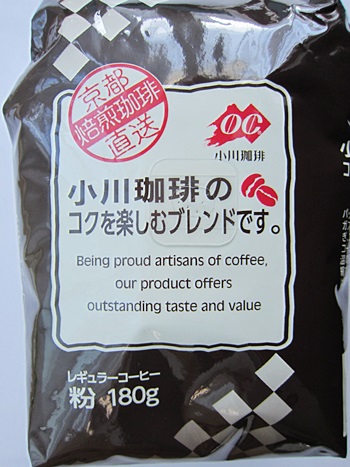 京都
焙煎珈琲
直送
OC
小川珈琲
小川珈琲の
コクを楽しむブレンドです。
Being proud artisans of coffee,
our product offers
outstanding taste and value
レギュラーコーヒー
粉 180g